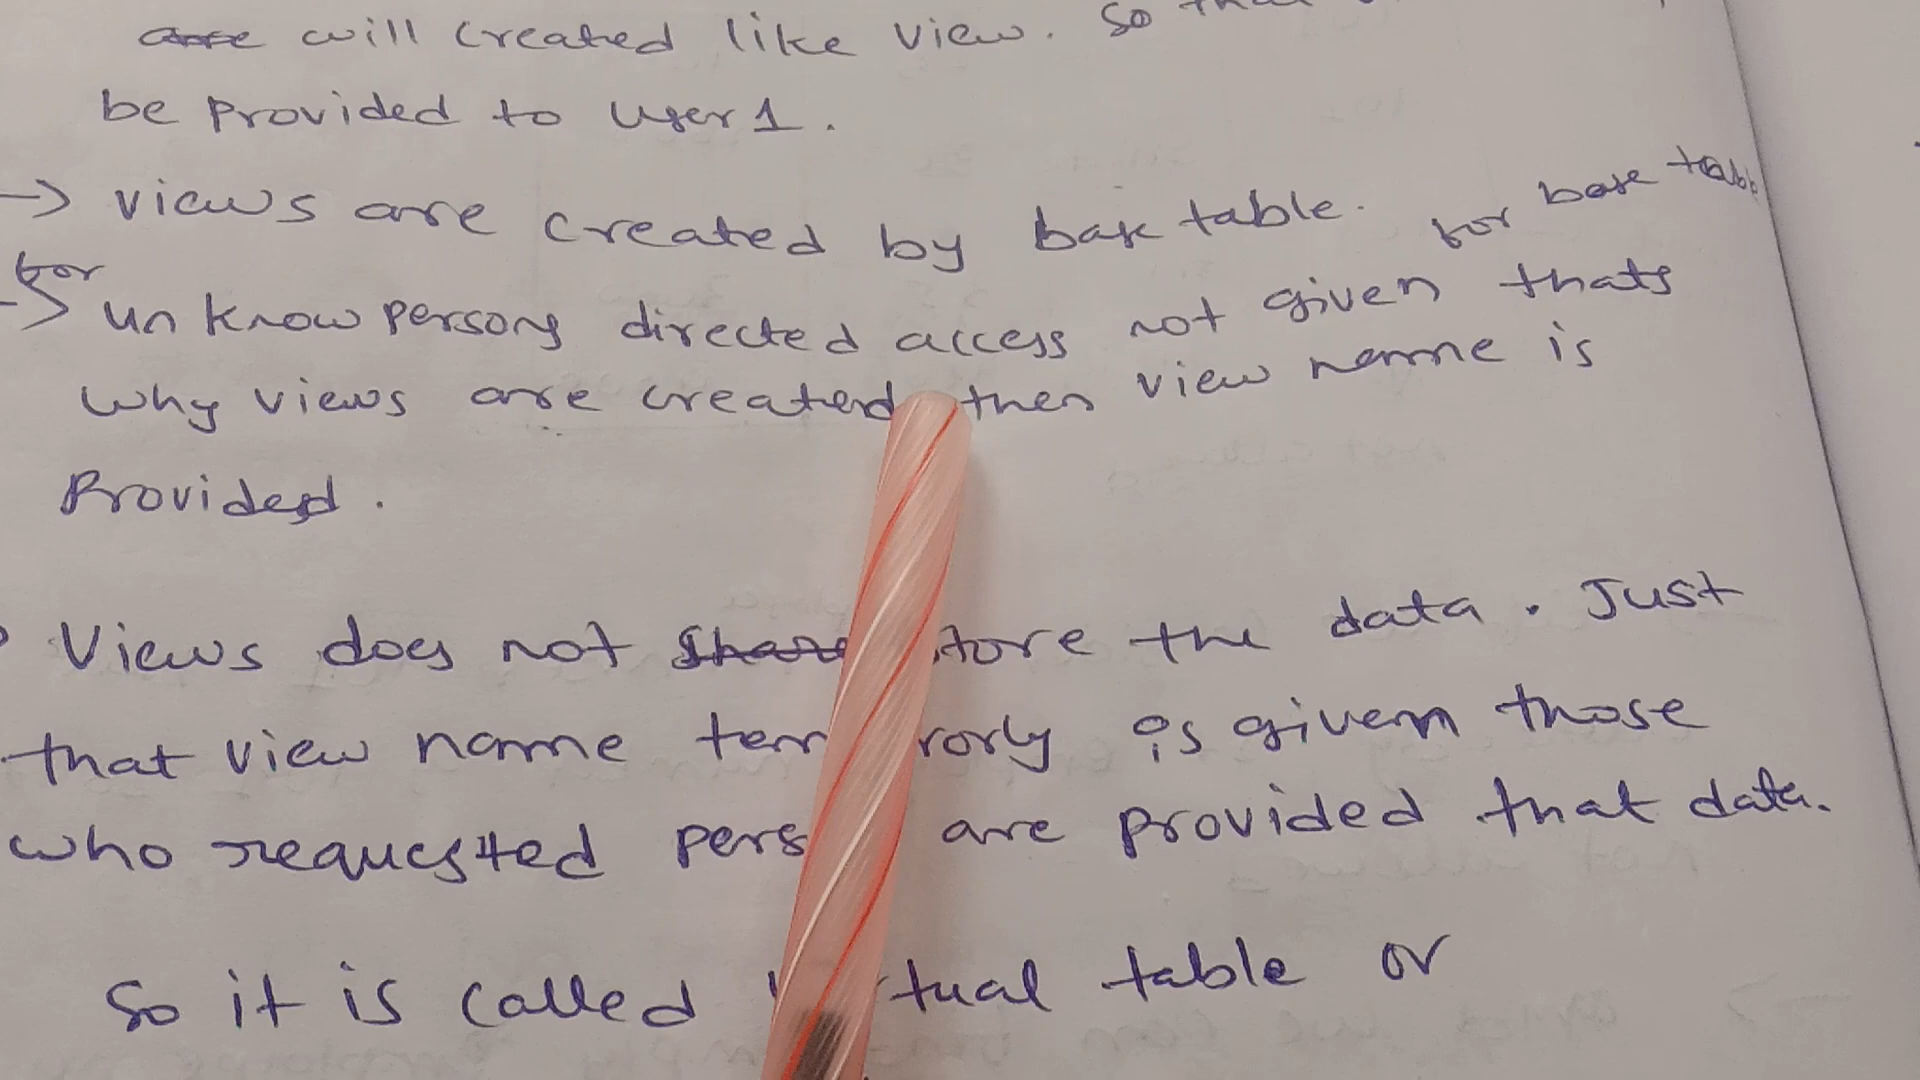 will created like view. So
be provided to user 1.
→ views are created by base table. for base
for
→ unknow persons directed access not given thats
why views are created then view name is
Provided.
Views does not store the data. Just
that view name is given those
who requested are provided that data.
So it is called table or